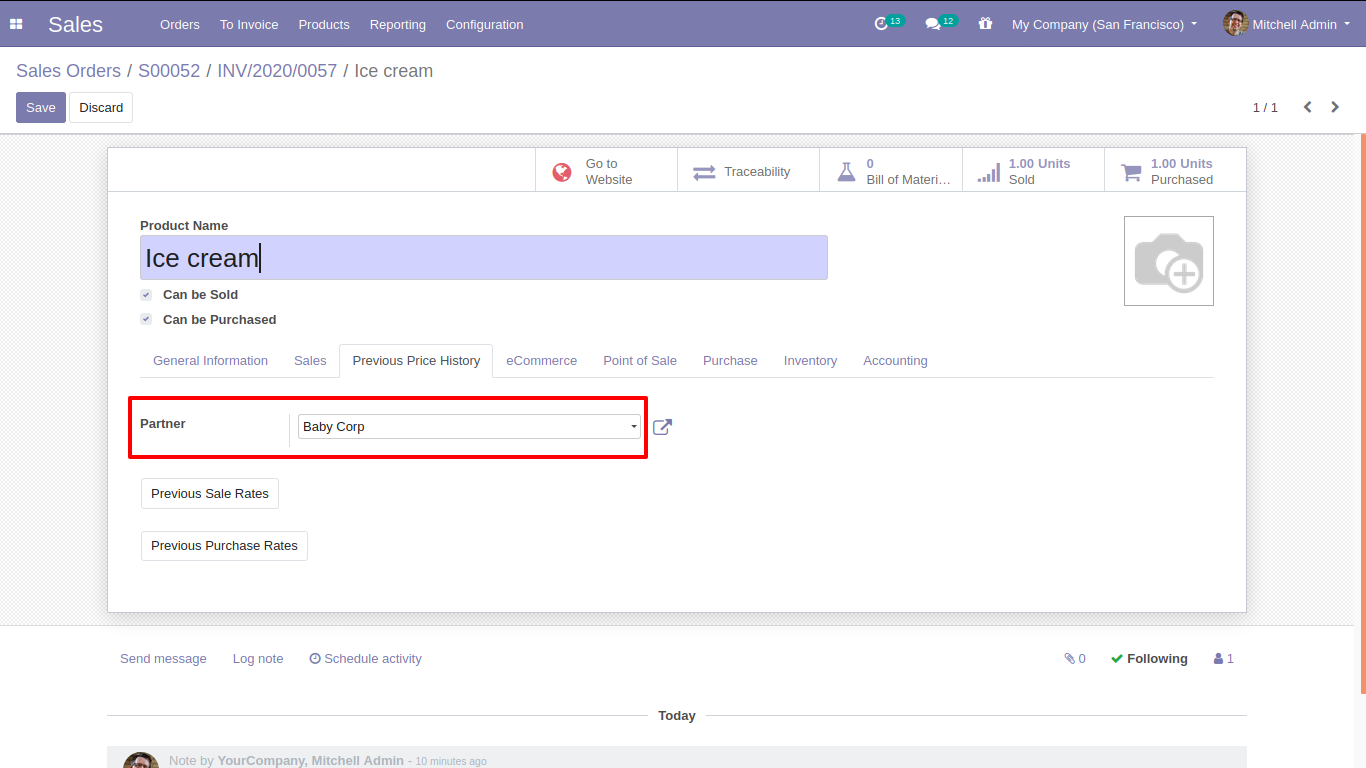 Sales Orders To Invoice Products Reporting Configuration 13 12 My Company (San Francisco) Mitchell Admin
Sales Orders / S00052 / INV/2020/0057 / Ice cream
Save Discard 1 / 1
Go to Website
Traceability
0 Bill of Materi…
1.00 Units Sold
1.00 Units Purchased
Product Name
Ice cream
Can be Sold
Can be Purchased
General Information Sales Previous Price History eCommerce Point of Sale Purchase Inventory Accounting
Partner Baby Corp
Previous Sale Rates
Previous Purchase Rates
Send message Log note Schedule activity 0 Following 1
Today
Note by YourCompany, Mitchell Admin - 10 minutes ago